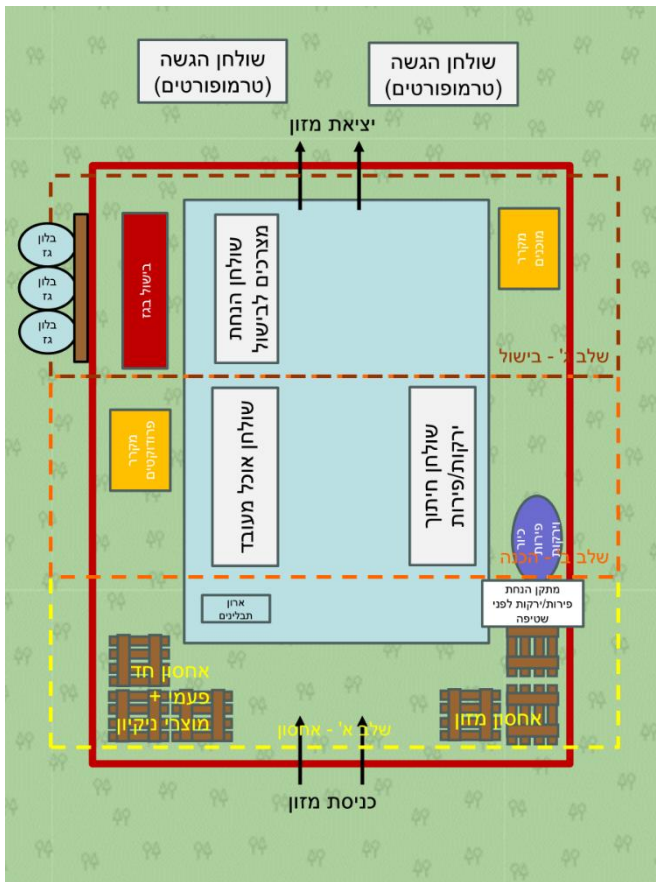 שולחן הגשה
(טרמופורטים)
שולחן הגשה
(טרמופורטים)
יציאת מזון
בלון
גז
בלון
גז
בלון
גז
בישול בגז
שולחן הנחת
מצרכים לבישול
מקרר
מוכנים
שלב ג' - בישול
מקרר
פרודוקטים
שולחן אוכל מעובד
שולחן חיתוך
ירקות/פירות
כיור
פירות
וירקות
שלב ב' - הכנה
מתקן הנחת
פירות/ירקות לפני
שטיפה
ארון
תבלינים
אחסון חד
פעמי +
מוצרי ניקיון
אחסון מזון
שלב א' - אחסון
כניסת מזון